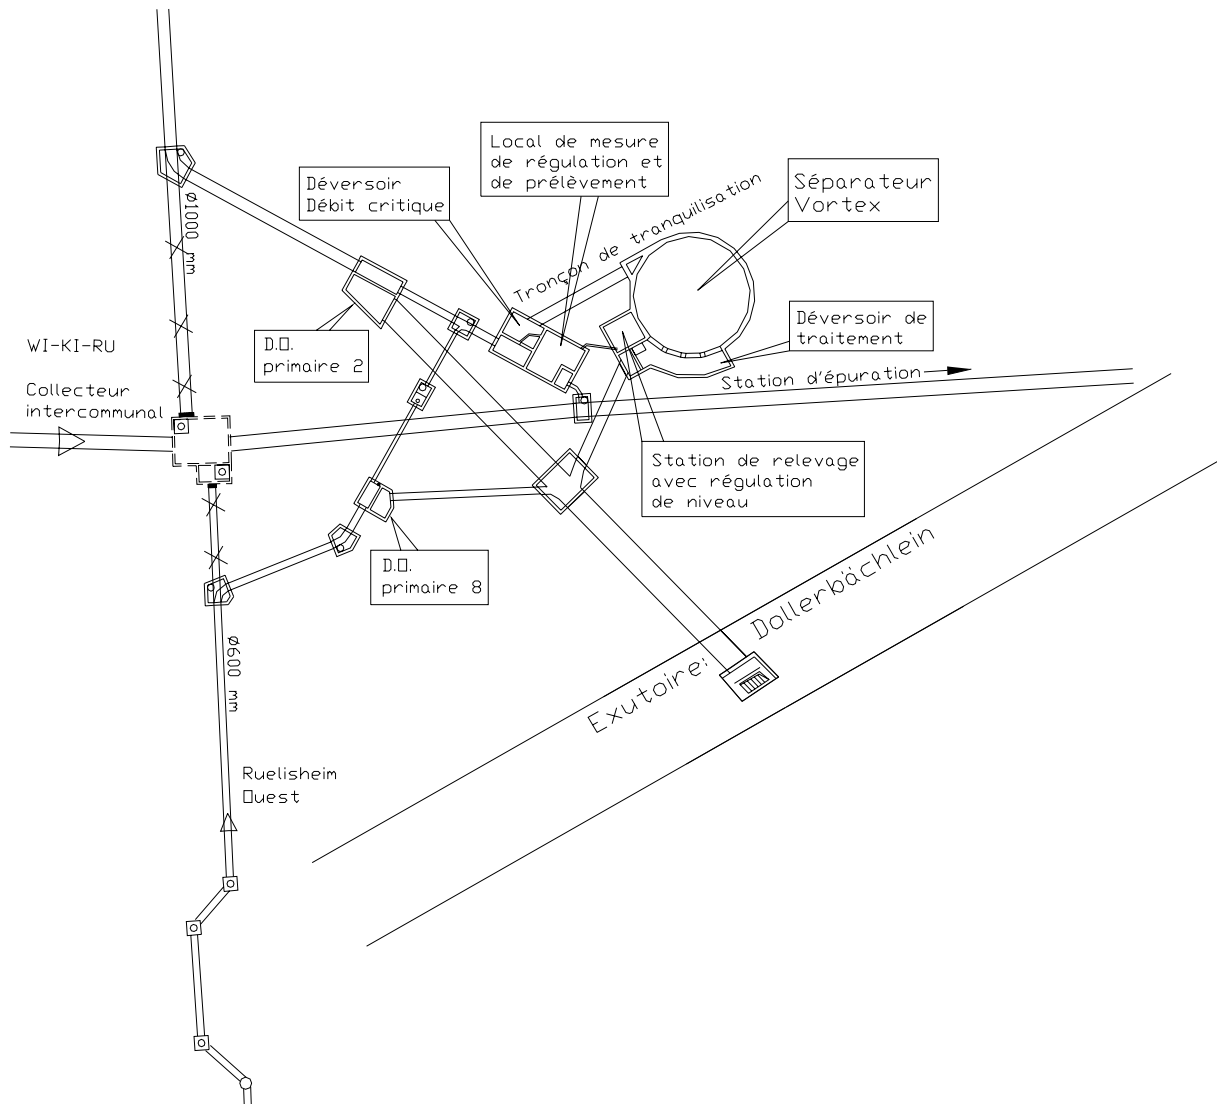 Local de mesure
de régulation et
de prélèvement
Déversoir
Débit critique
Séparateur
Vortex
Tronçon de tranquilisation
Ø1000 mm
D.O.
primaire 2
Déversoir de
traitement
WI-KI-RU
Collecteur
intercommunal
Station d'épuration
Station de relevage
avec régulation
de niveau
D.O.
primaire 8
Dollerbächlein
Exutoire:
Ø600 mm
Ruelisheim
Ouest